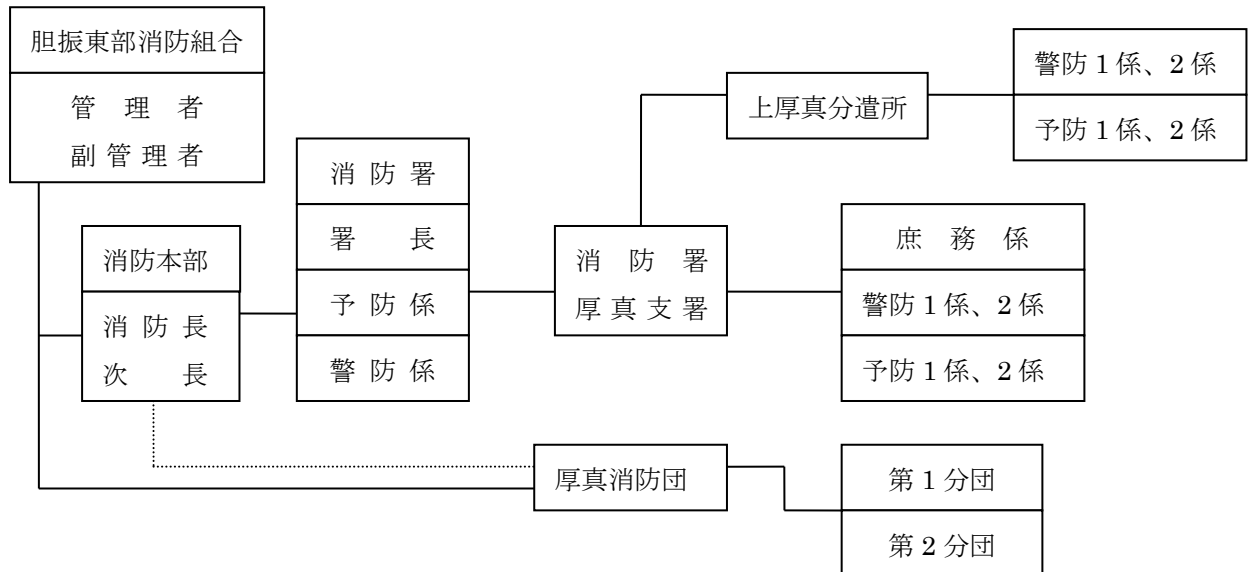 胆振東部消防組合
管理者
副管理者
消防本部
消防長
次長
消防署
署長
予防係
警防係
消防署
厚真支署
上厚真分遣所
警防1係、2係
予防1係、2係
庶務係
警防1係、2係
予防1係、2係
厚真消防団
第1分団
第2分団